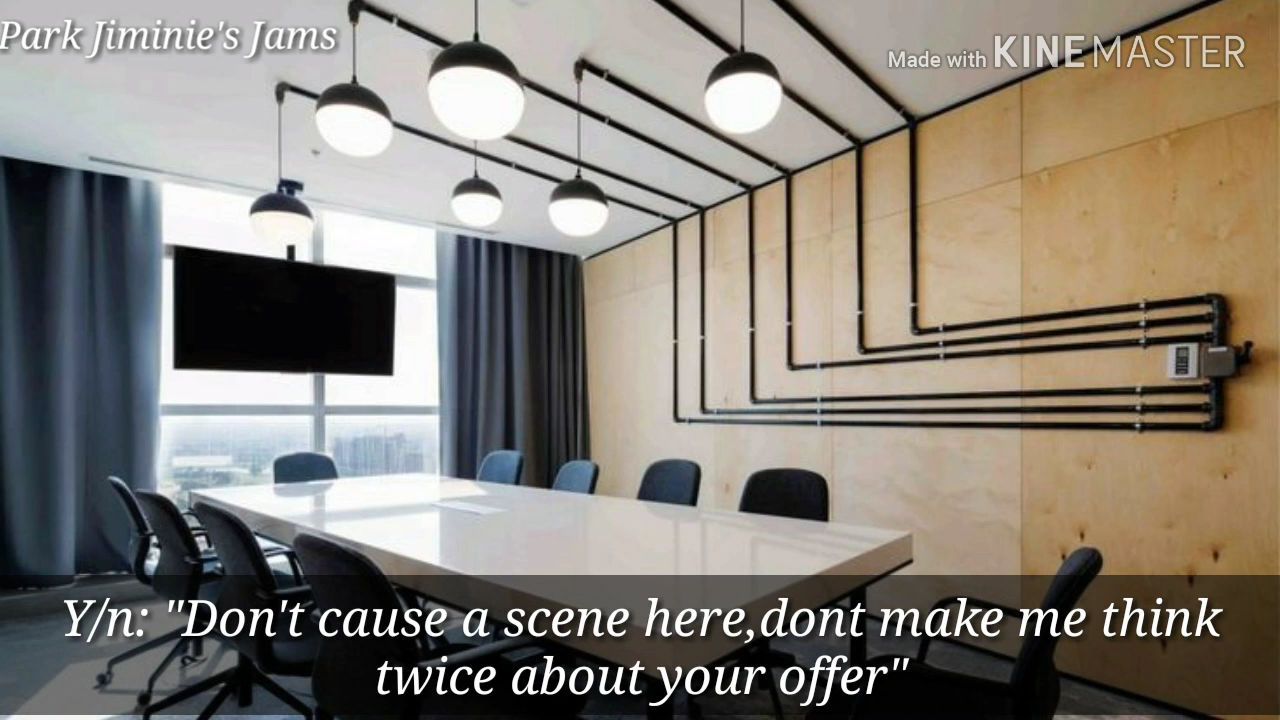 Park Jiminie's Jams
Made with KINEMASTER
Y/n: "Don't cause a scene here,dont make me think
twice about your offer"